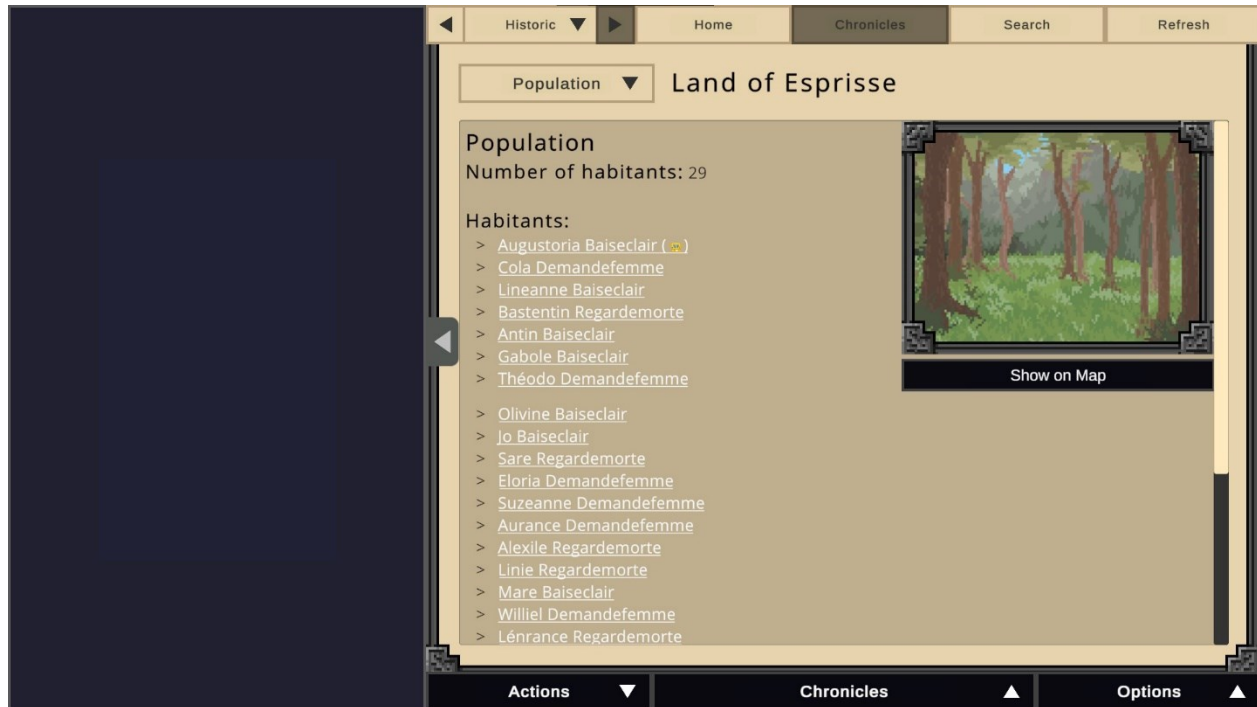 Historic
Home
Chronicles
Search
Refresh
Population
Land of Esprisse
Population
Number of habitants: 29
Habitants:
> Augustoria Baiseclair ( )
> Cola Demandefemme
> Lineanne Baiseclair
> Bastentin Regardemorte
> Antin Baiseclair
> Gabole Baiseclair
> Théodo Demandefemme
> Olivine Baiseclair
> Jo Baiseclair
> Sare Regardemorte
> Eloria Demandefemme
> Suzeanne Demandefemme
> Aurance Demandefemme
> Alexile Regardemorte
> Linie Regardemorte
> Mare Baiseclair
> Williel Demandefemme
> Lénrance Regardemorte
Show on Map
Actions
Chronicles
Options